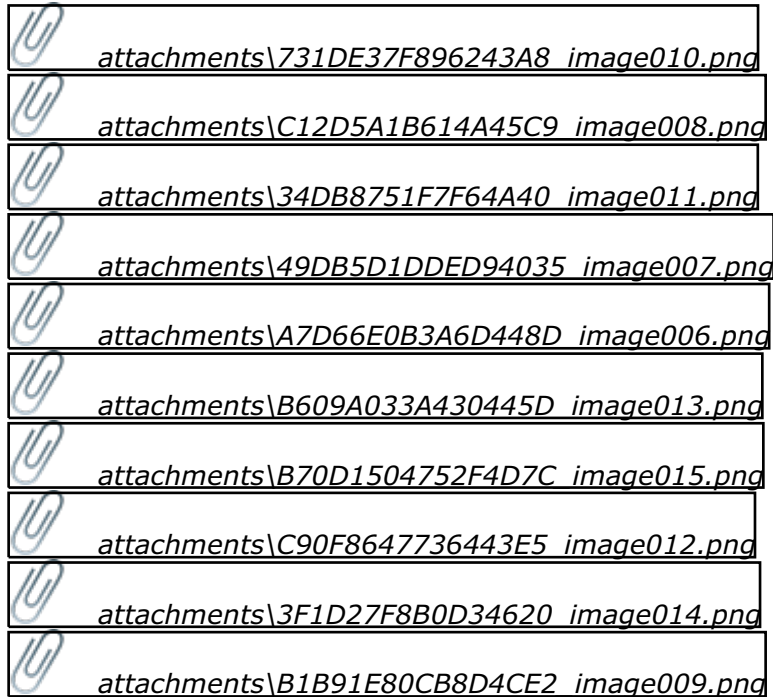 attachments\731DE37F896243A8_image010.png
attachments\C12D5A1B614A45C9_image008.png
attachments\34DB8751F7F64A40_image011.png
attachments\49DB5D1DDED94035_image007.png
attachments\A7D66E0B3A6D448D_image006.png
attachments\B609A033A430445D_image013.png
attachments\B70D1504752F4D7C_image015.png
attachments\C90F8647736443E5_image012.png
attachments\3F1D27F8B0D34620_image014.png
attachments\B1B91E80CB8D4CE2_image009.png